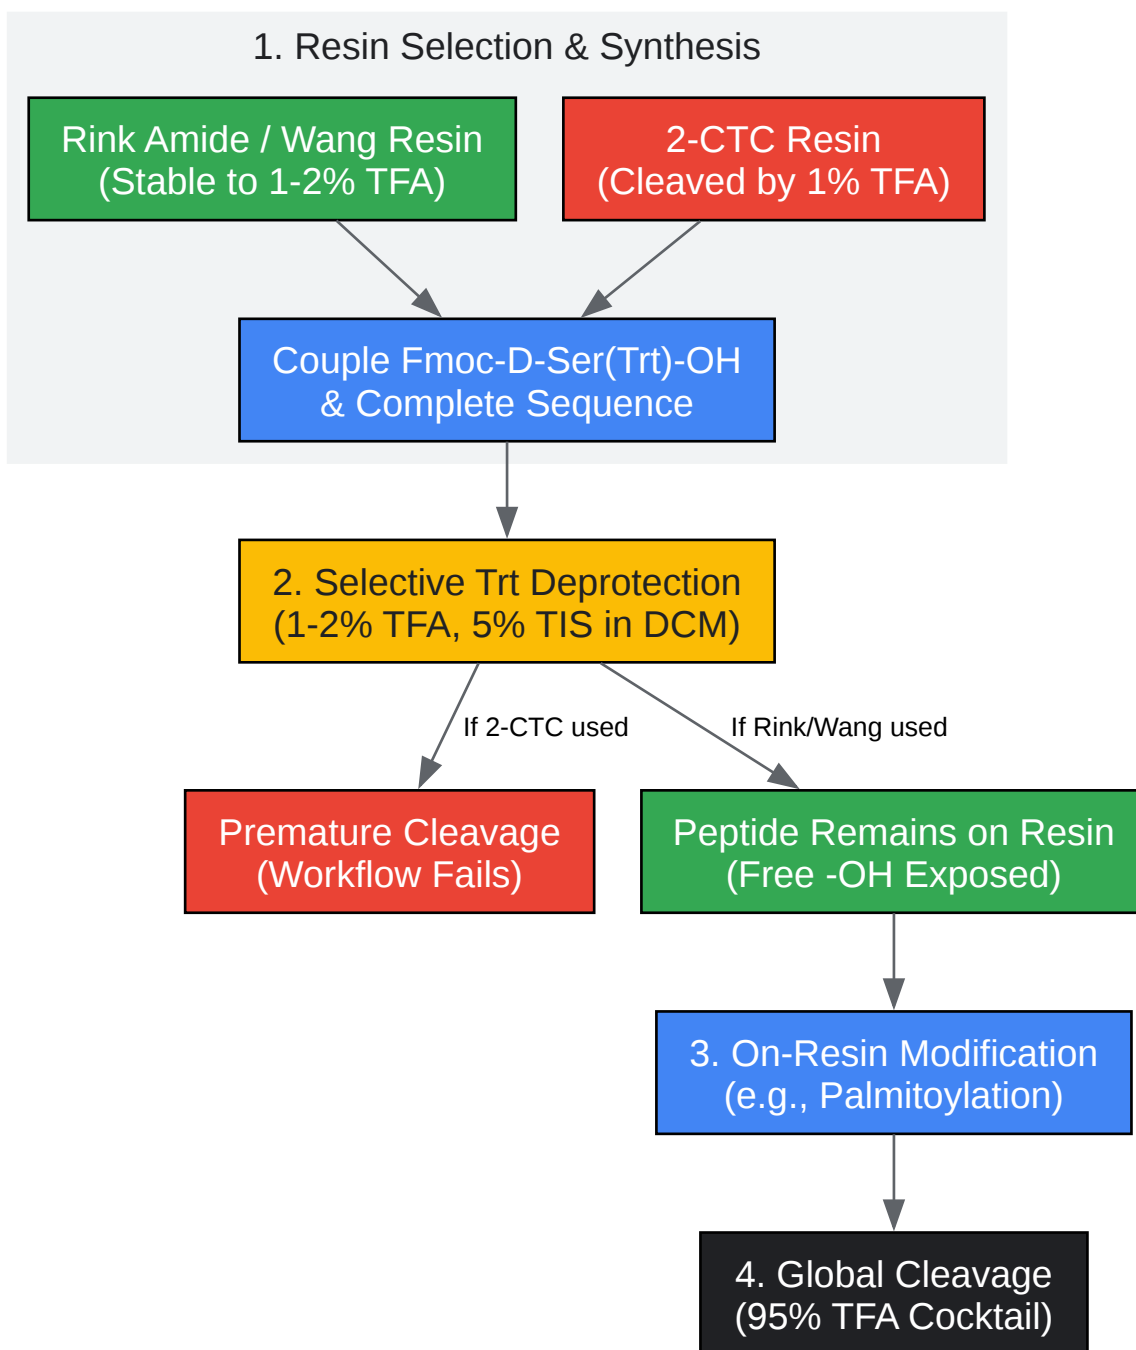 1. Resin Selection & Synthesis
Rink Amide / Wang Resin
(Stable to 1-2% TFA)
2-CTC Resin
(Cleaved by 1% TFA)
Couple Fmoc-D-Ser(Trt)-OH
& Complete Sequence
2. Selective Trt Deprotection
(1-2% TFA, 5% TIS in DCM)
If 2-CTC used
If Rink/Wang used
Premature Cleavage
(Workflow Fails)
Peptide Remains on Resin
(Free -OH Exposed)
3. On-Resin Modification
(e.g., Palmitoylation)
4. Global Cleavage
(95% TFA Cocktail)